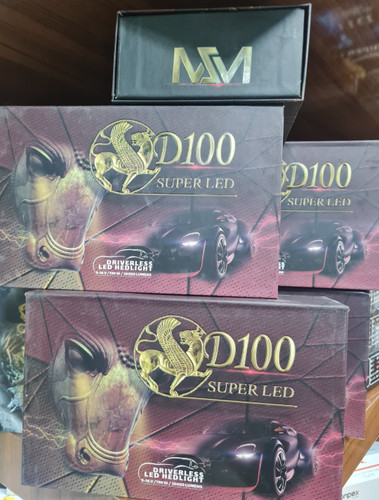 MSM
D100
SUPER LED
DRIVERLESS
LED HEDLIGHT
D100
SUPER LED
D100
SUPER LED
DRIVERLESS
LED HEDLIGHT